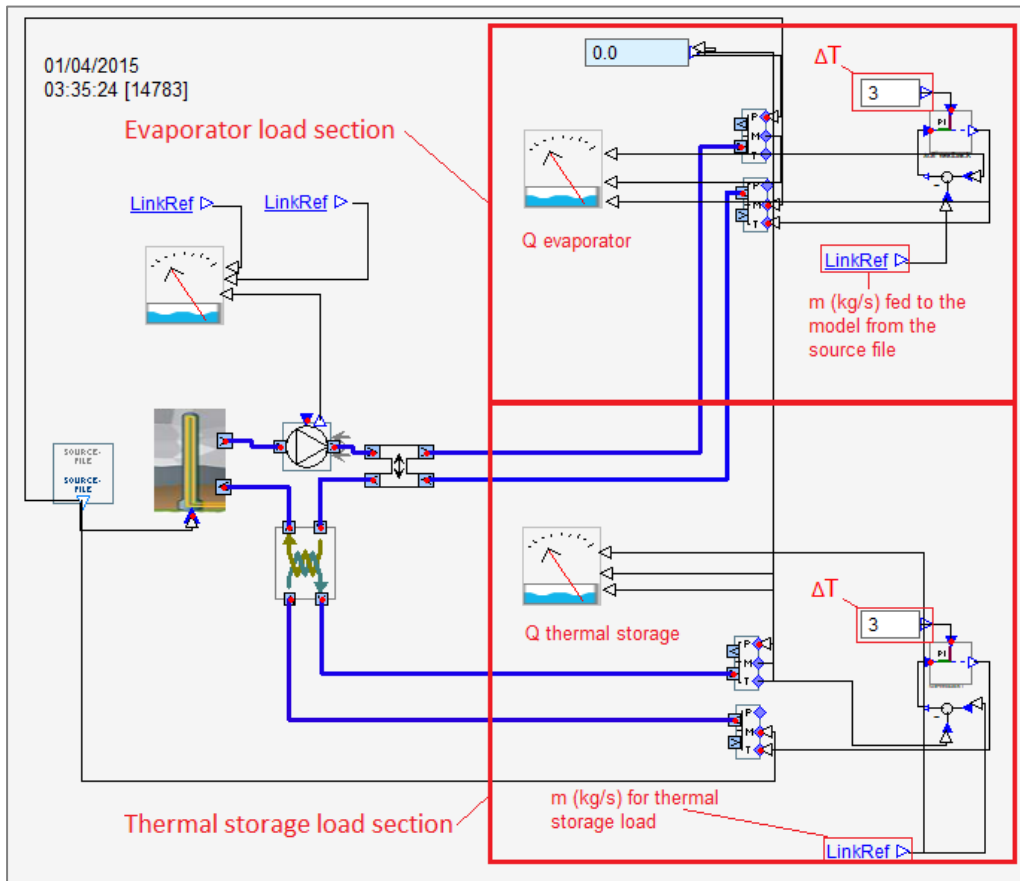 01/04/2015
03:35:24 [14783]
0.0
ΔT
3
PI
Evaporator load section
P
M
T
P
M
T
LinkRef
LinkRef
Q evaporator
LinkRef
m (kg/s) fed to the
model from the
source file
SOURCE-
FILE
SOURCE-
FILE
ΔT
3
PI
Q thermal storage
P
M
T
P
M
T
m (kg/s) for thermal
storage load
Thermal storage load section
LinkRef